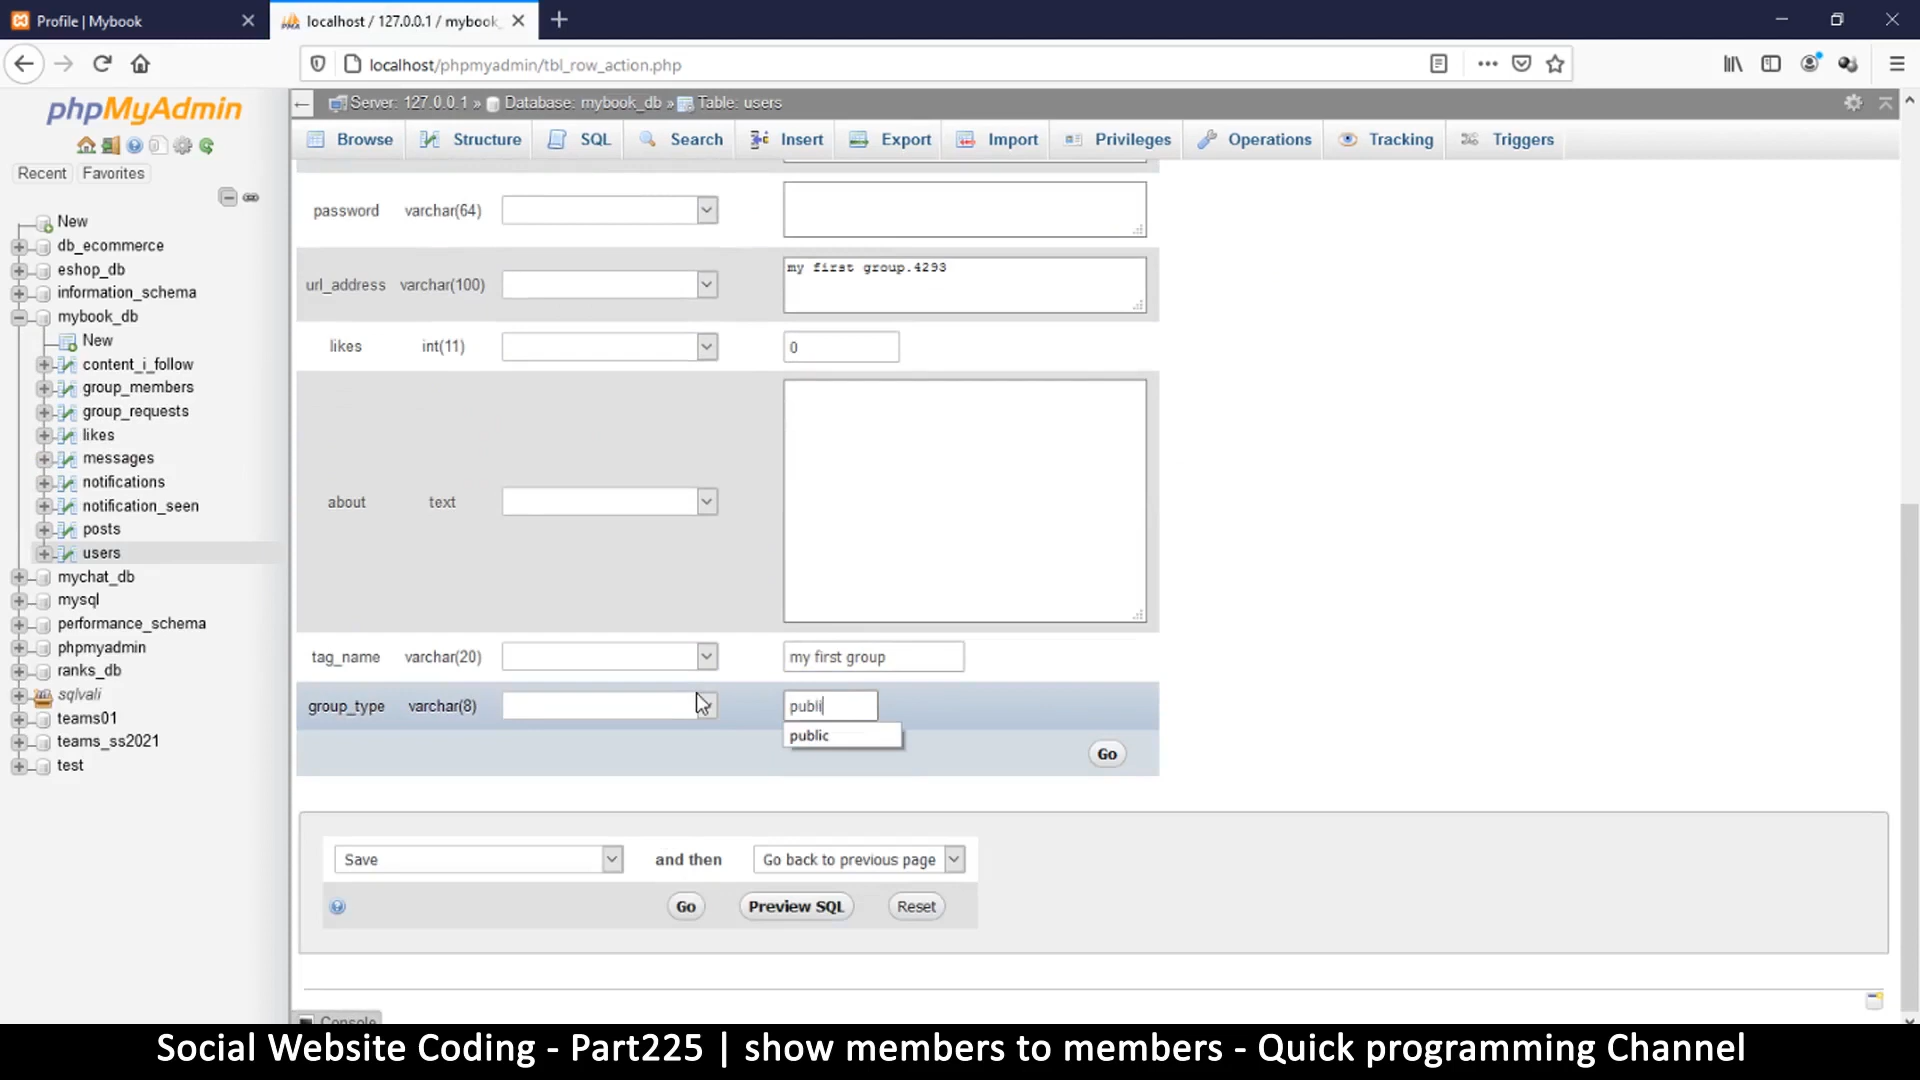 Profile | Mybook
localhost / 127.0.0.1 / mybook_
localhost/phpmyadmin/tbl_row_action.php
phpMyAdmin
Recent
Favorites
New
db_ecommerce
eshop_db
information_schema
mybook_db
New
content_i_follow
group_members
group_requests
likes
messages
notifications
notification_seen
posts
users
mychat_db
mysql
performance_schema
phpmyadmin
ranks_db
sqlvali
teams01
teams_ss2021
test
Server: 127.0.0.1 » Database: mybook_db » Table: users
Browse
Structure
SQL
Search
Insert
Export
Import
Privileges
Operations
Tracking
Triggers
password varchar(64)
url_address varchar(100) my first group.4293
likes int(11) 0
about text
tag_name varchar(20) my first group
group_type varchar(8) publi
public
Go
Save and then Go back to previous page
Go Preview SQL Reset
Console
Social Website Coding - Part225 | show members to members - Quick programming Channel